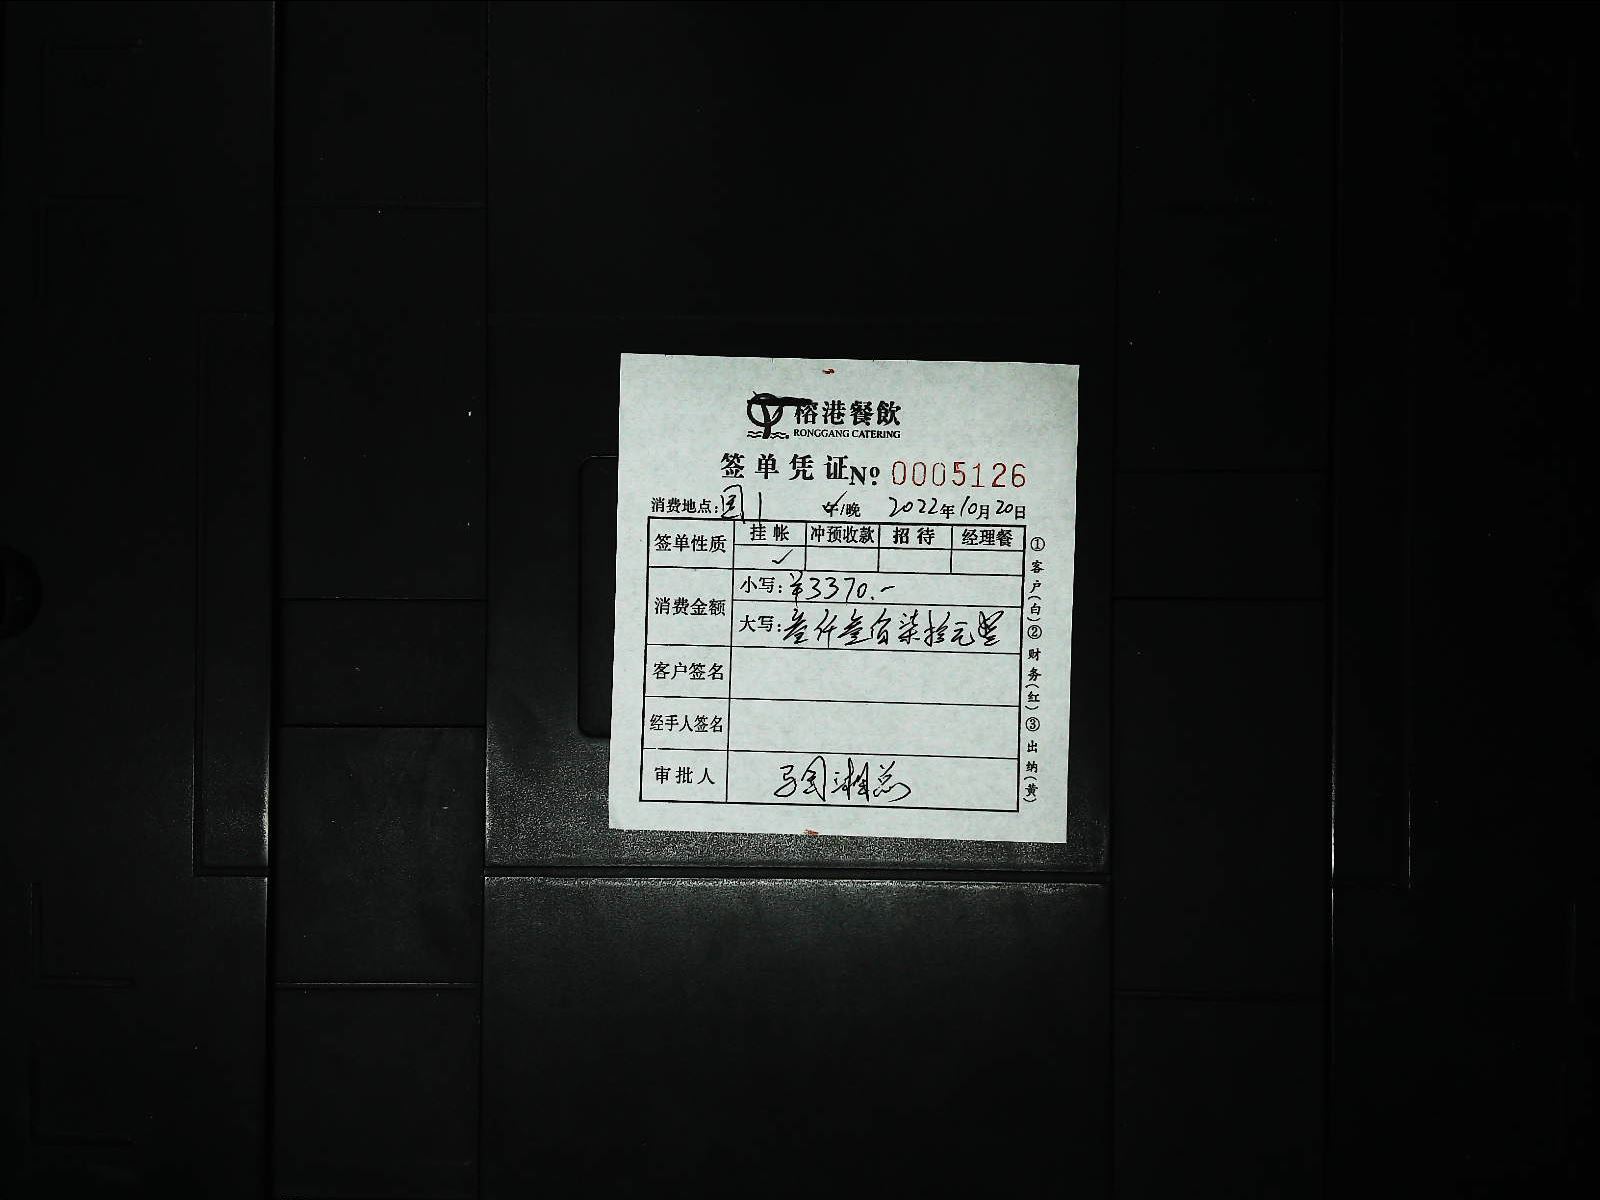 榕港餐飲
RONGGANG CATERING
签单凭证 Nº 0005126
消费地点: 午/晚 2022年10月20日
签单性质 挂帐 冲预收款 招待 经理餐
✓
消费金额 小写:¥3370.-
大写:叁仟叁佰柒拾元整
客户签名
经手人签名
审批人
①客户(白)②财务(红)③出纳(黄)